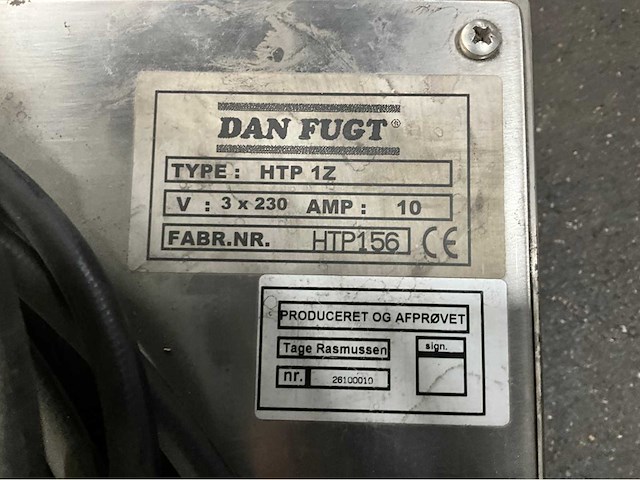 DAN FUGT®
TYPE : HTP 1Z
V : 3 x 230 AMP : 10
FABR.NR. HTP156 CE
PRODUCERET OG AFPRØVET
Tage Rasmussen sign.
nr. 26100010